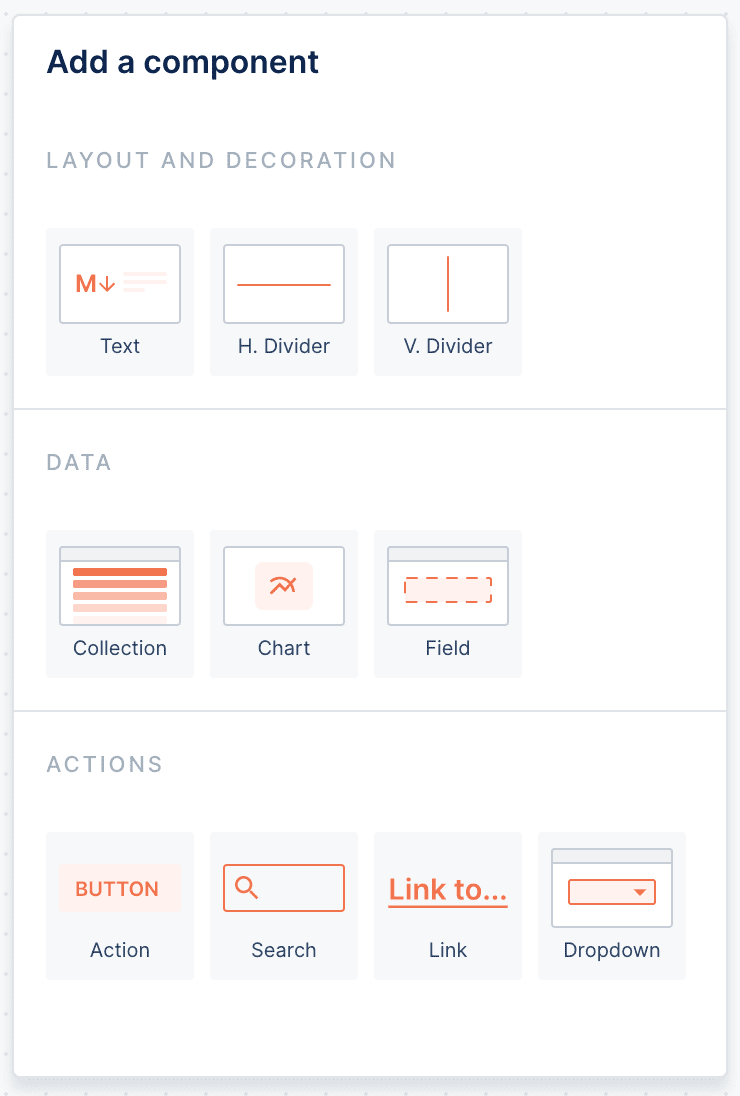 Add a component
LAYOUT AND DECORATION
M↓
Text
H. Divider
V. Divider
DATA
Collection
Chart
Field
ACTIONS
BUTTON
Action
Search
Link to...
Link
Dropdown